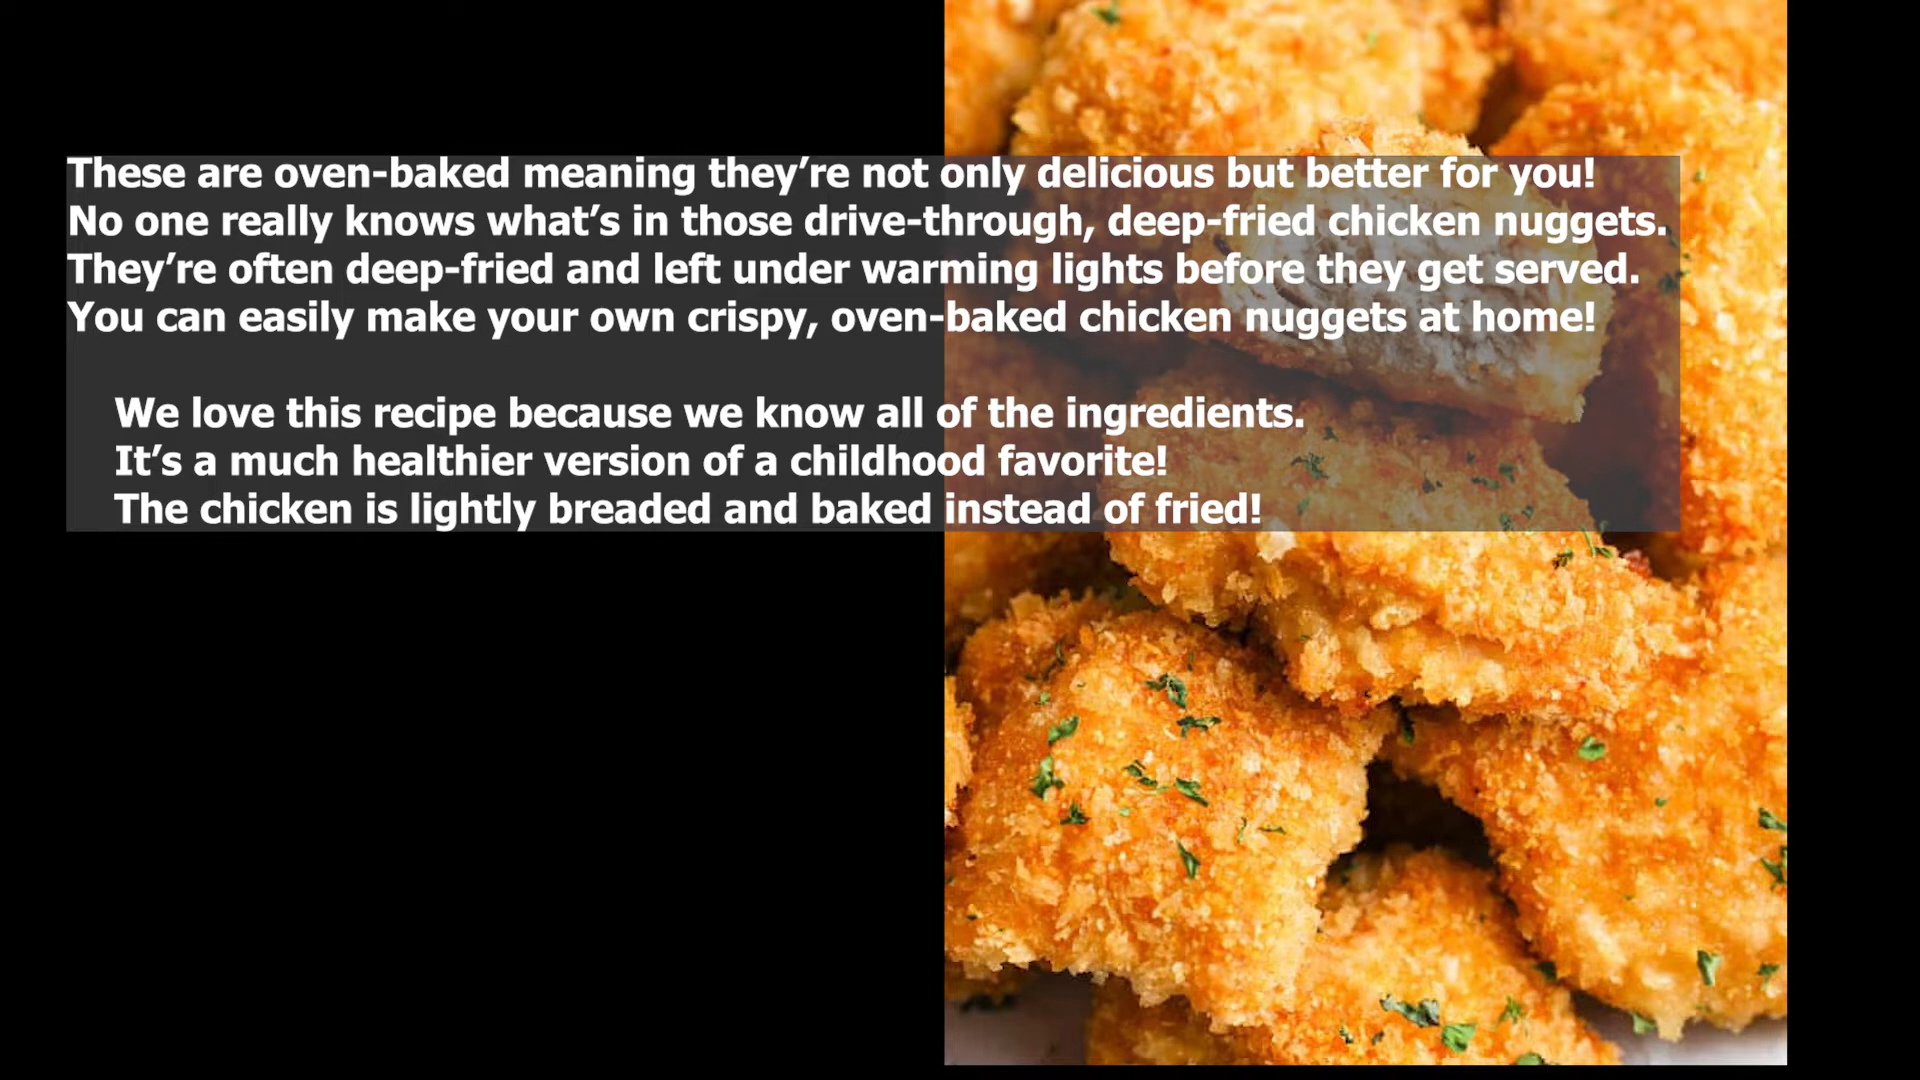 These are oven-baked meaning they’re not only delicious but better for you!
No one really knows what’s in those drive-through, deep-fried chicken nuggets.
They’re often deep-fried and left under warming lights before they get served.
You can easily make your own crispy, oven-baked chicken nuggets at home!
We love this recipe because we know all of the ingredients.
It’s a much healthier version of a childhood favorite!
The chicken is lightly breaded and baked instead of fried!